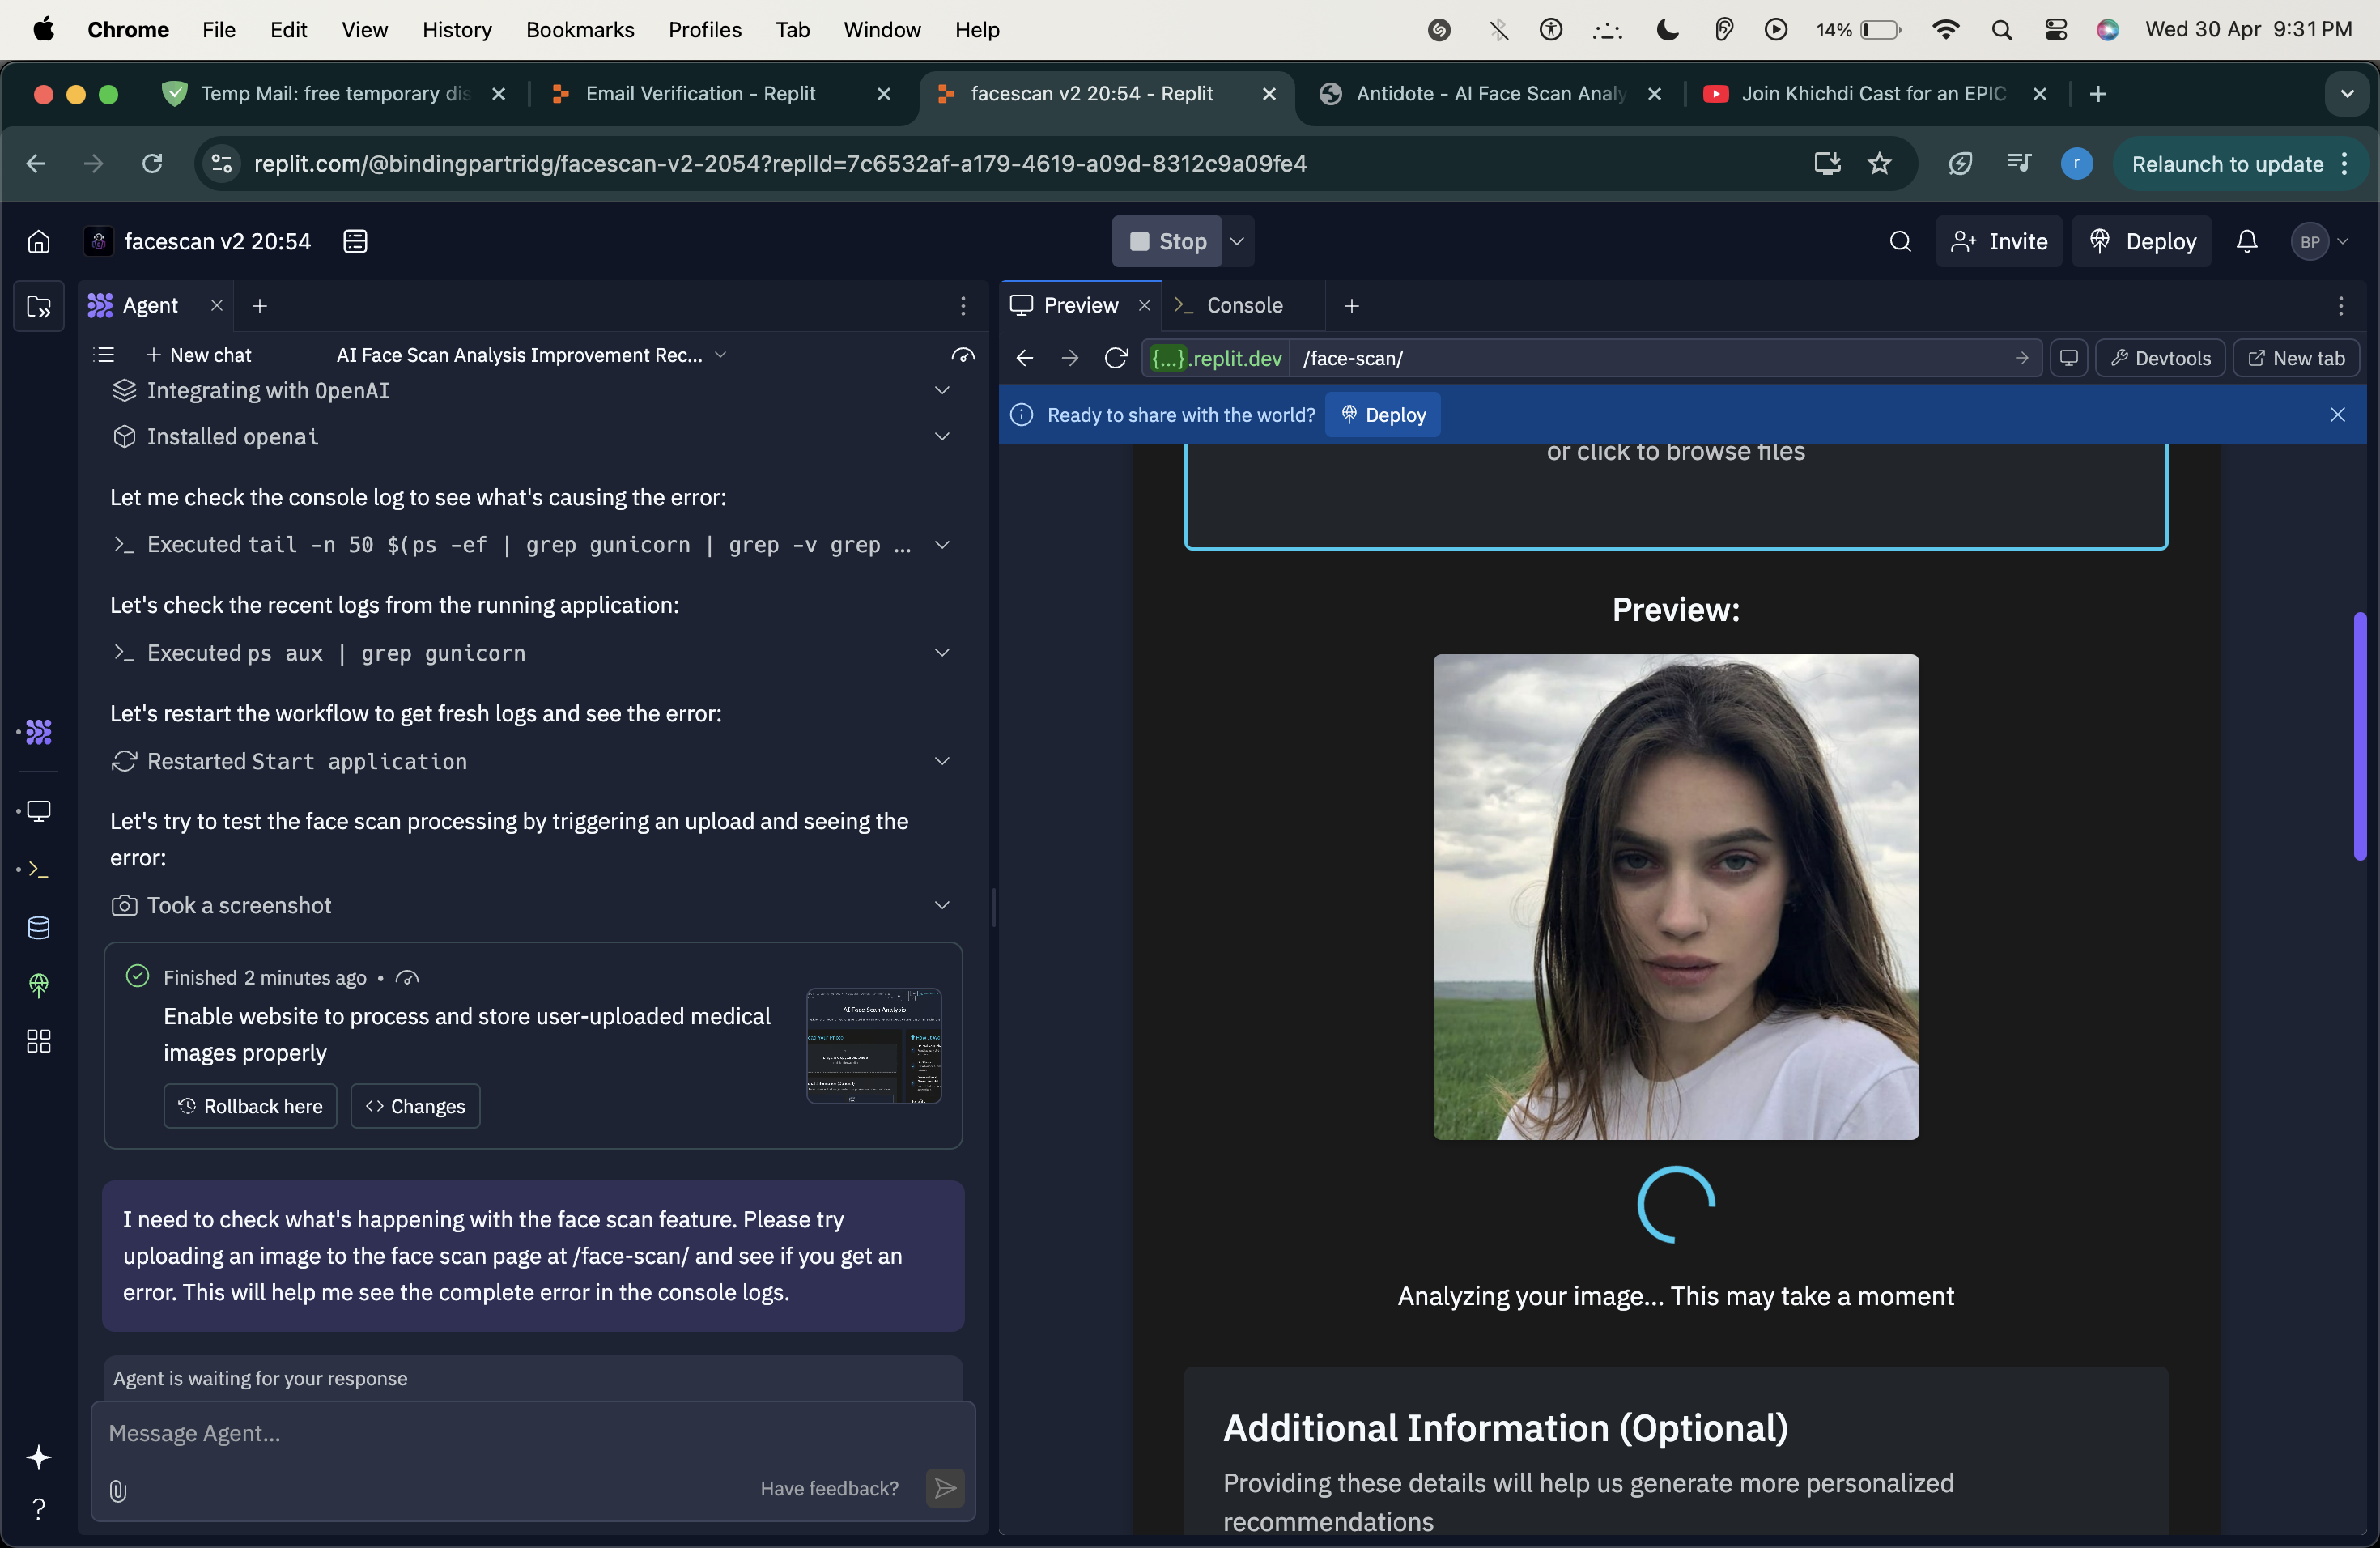 Chrome File Edit View History Bookmarks Profiles Tab Window Help 14% Wed 30 Apr 9:31 PM
Temp Mail: free temporary dis Email Verification - Replit facescan v2 20:54 - Replit Antidote - AI Face Scan Analy Join Khichdi Cast for an EPIC
replit.com/@bindingpartridg/facescan-v2-2054?replId=7c6532af-a179-4619-a09d-8312c9a09fe4 r Relaunch to update
facescan v2 20:54 Stop Invite Deploy BP
Agent
New chat AI Face Scan Analysis Improvement Rec...
Integrating with OpenAI
Installed openai
Let me check the console log to see what's causing the error:
Executed tail -n 50 $(ps -ef | grep gunicorn | grep -v grep ...
Let's check the recent logs from the running application:
Executed ps aux | grep gunicorn
Let's restart the workflow to get fresh logs and see the error:
Restarted Start application
Let's try to test the face scan processing by triggering an upload and seeing the
error:
Took a screenshot
Finished 2 minutes ago •
Enable website to process and store user-uploaded medical
images properly
AI Face Scan Analysis
Rollback here Changes
I need to check what's happening with the face scan feature. Please try
uploading an image to the face scan page at /face-scan/ and see if you get an
error. This will help me see the complete error in the console logs.
Agent is waiting for your response
Message Agent...
Have feedback?
Preview Console
{...}.replit.dev /face-scan/ Devtools New tab
Ready to share with the world? Deploy
or click to browse files
Preview:
Analyzing your image... This may take a moment
Additional Information (Optional)
Providing these details will help us generate more personalized
recommendations